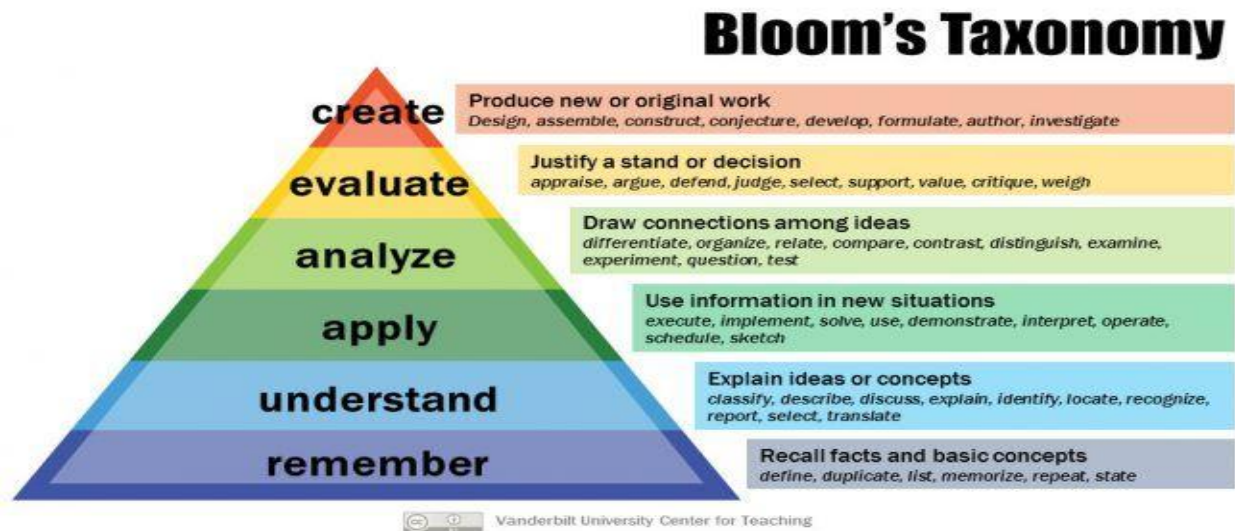 Bloom's Taxonomy
create
Produce new or original work
Design, assemble, construct, conjecture, develop, formulate, author, investigate
evaluate
Justify a stand or decision
appraise, argue, defend, judge, select, support, value, critique, weigh
analyze
Draw connections among ideas
differentiate, organize, relate, compare, contrast, distinguish, examine,
experiment, question, test
apply
Use information in new situations
execute, implement, solve, use, demonstrate, interpret, operate,
schedule, sketch
understand
Explain ideas or concepts
classify, describe, discuss, explain, identify, locate, recognize,
report, select, translate
remember
Recall facts and basic concepts
define, duplicate, list, memorize, repeat, state
cc
Vanderbilt University Center for Teaching